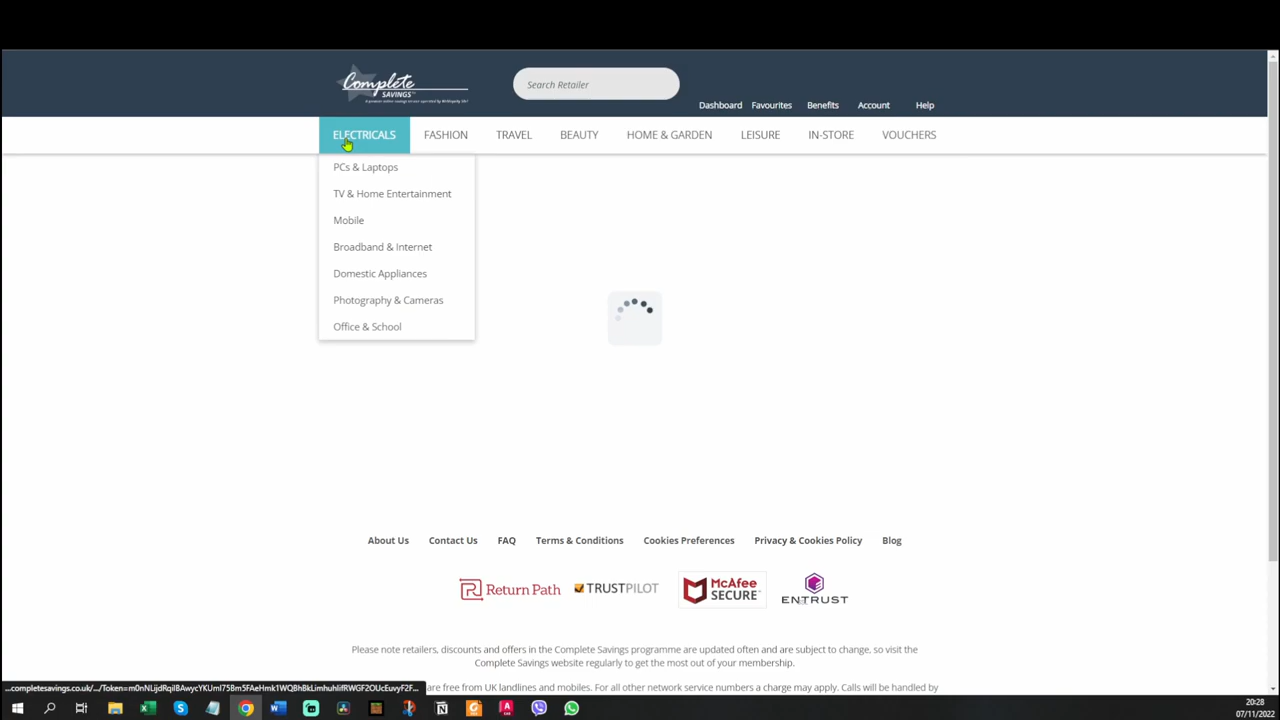 Complete
SAVINGS™
Search Retailer
Dashboard Favourites Benefits Account Help
ELECTRICALS FASHION TRAVEL BEAUTY HOME & GARDEN LEISURE IN-STORE VOUCHERS
PCs & Laptops
TV & Home Entertainment
Mobile
Broadband & Internet
Domestic Appliances
Photography & Cameras
Office & School
About Us Contact Us FAQ Terms & Conditions Cookies Preferences Privacy & Cookies Policy Blog
Return Path TRUSTPILOT McAfee SECURE™ ENTRUST
Please note retailers, discounts and offers in the Complete Savings programme are updated often and are subject to change, so visit the
Complete Savings website regularly to get the most out of your membership.
are free from UK landlines and mobiles. For all other network service numbers a charge may apply. Calls will be handled by
20:28
07/11/2022